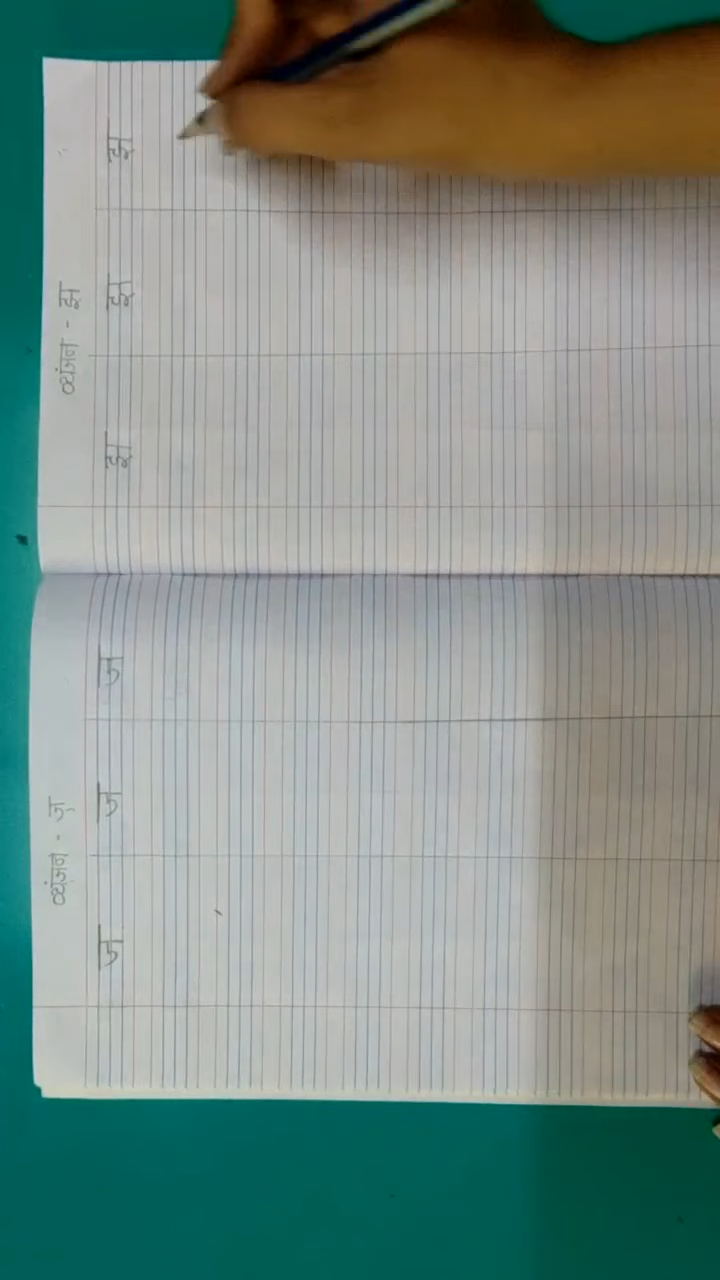 व्यंजन - ज
ज ज ज
व्यंजन - झ
झ झ झ